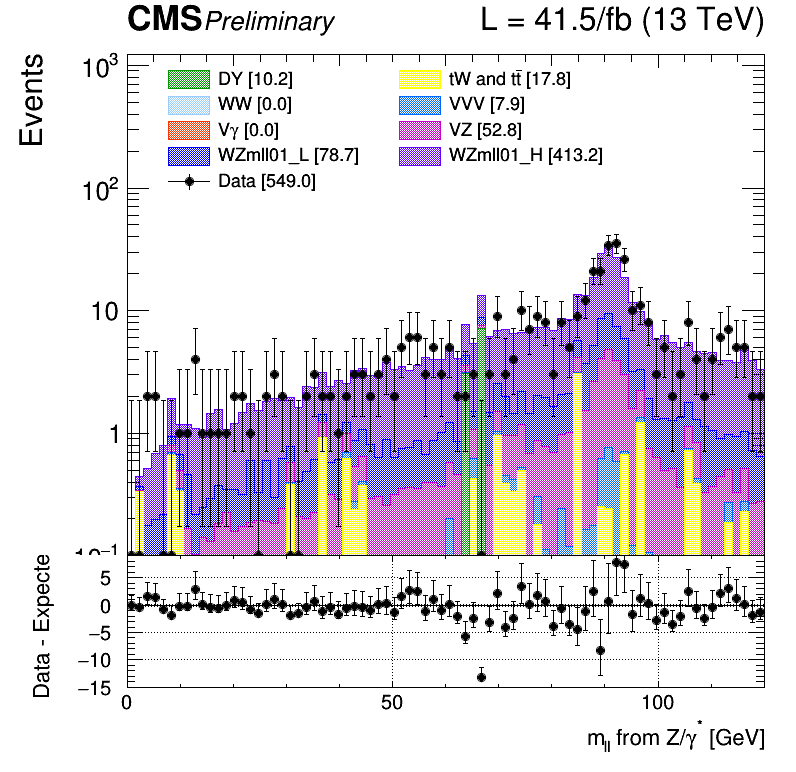 CMS Preliminary L = 41.5/fb (13 TeV)
Events
10³
10²
10
1
10⁻¹
DY [10.2]
tW and tt̄ [17.8]
WW [0.0]
VVV [7.9]
Vγ [0.0]
VZ [52.8]
WZmll01_L [78.7]
WZmll01_H [413.2]
Data [549.0]
Data - Expecte
5
0
−5
−10
−15
0 50 100
m_ll from Z/γ* [GeV]